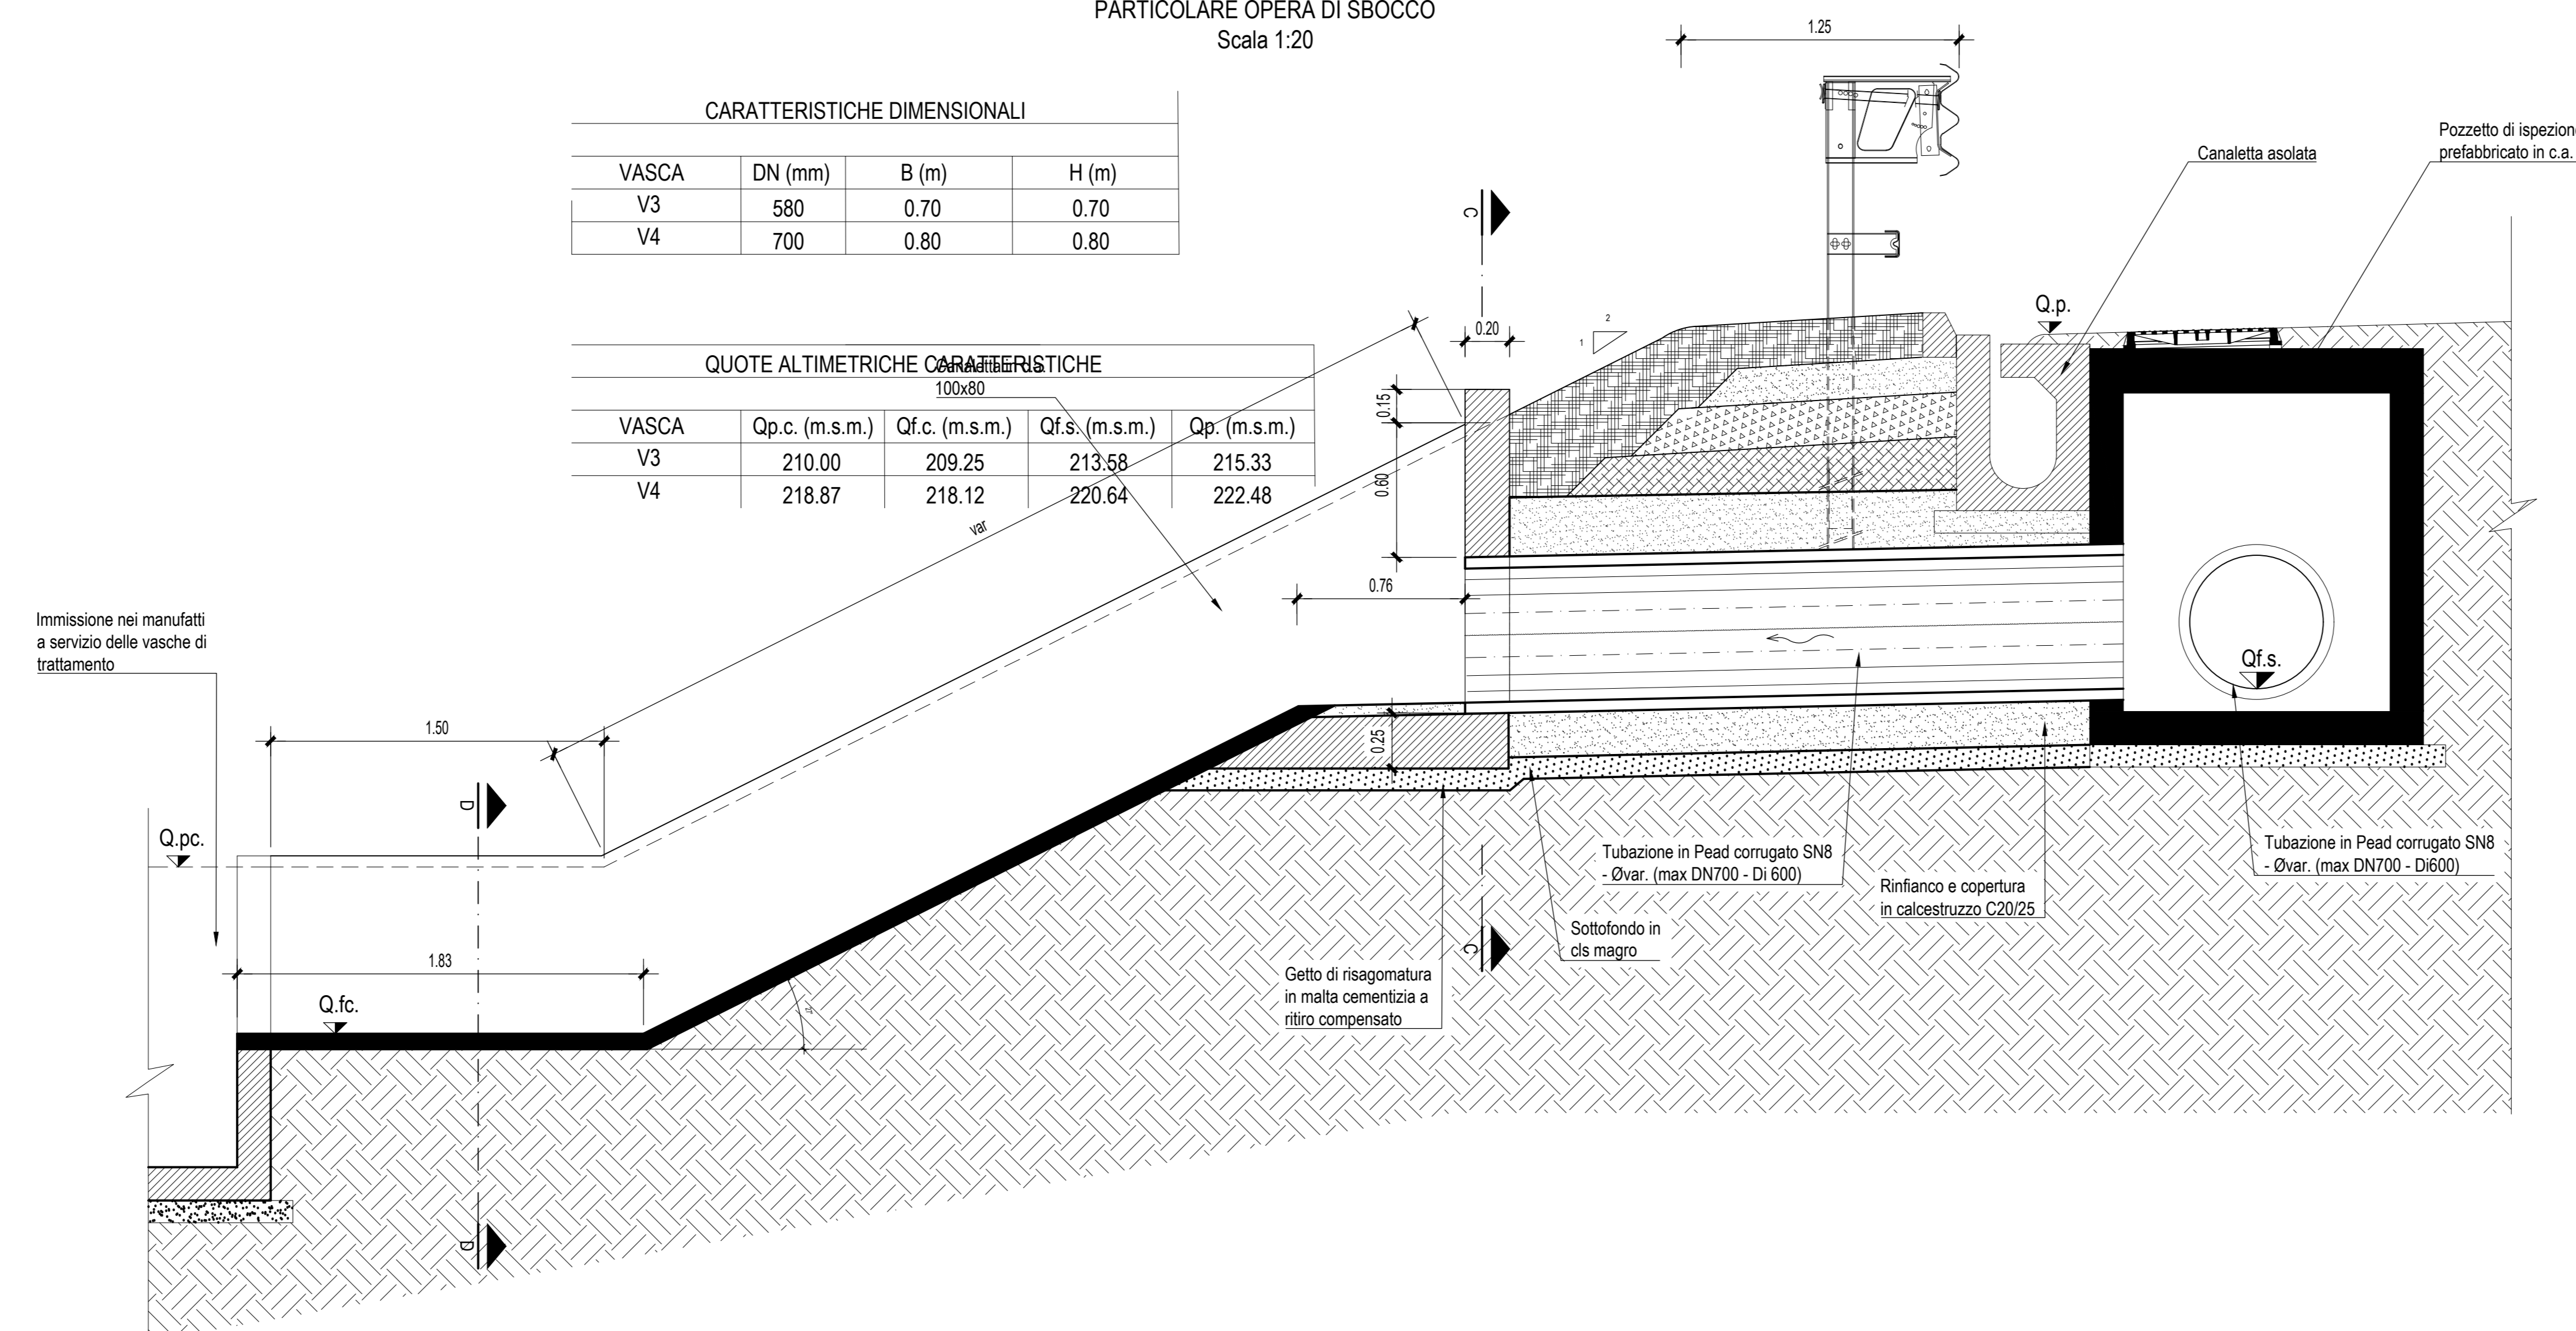 PARTICOLARE OPERA DI SBOCCO
Scala 1:20
1.25
CARATTERISTICHE DIMENSIONALI
VASCA DN (mm) B (m) H (m)
V3 580 0.70 0.70
V4 700 0.80 0.80
Pozzetto di ispezione
prefabbricato in c.a.
Canaletta asolata
C
Q.p.
0.20
2
1
QUOTE ALTIMETRICHE CARATTERISTICHE
100x80
VASCA Qp.c. (m.s.m.) Qf.c. (m.s.m.) Qf.s. (m.s.m.) Qp. (m.s.m.)
V3 210.00 209.25 213.58 215.33
V4 218.87 218.12 220.64 222.48
0.15
0.60
var
0.76
Immissione nei manufatti
a servizio delle vasche di
trattamento
Qf.s.
1.50
0.25
D
Q.pc.
Tubazione in Pead corrugato SN8
- Øvar. (max DN700 - Di 600)
Tubazione in Pead corrugato SN8
- Øvar. (max DN700 - Di600)
Rinfianco e copertura
in calcestruzzo C20/25
Sottofondo in
cls magro
C
1.83
Getto di risagomatura
in malta cementizia a
ritiro compensato
Q.fc.
D